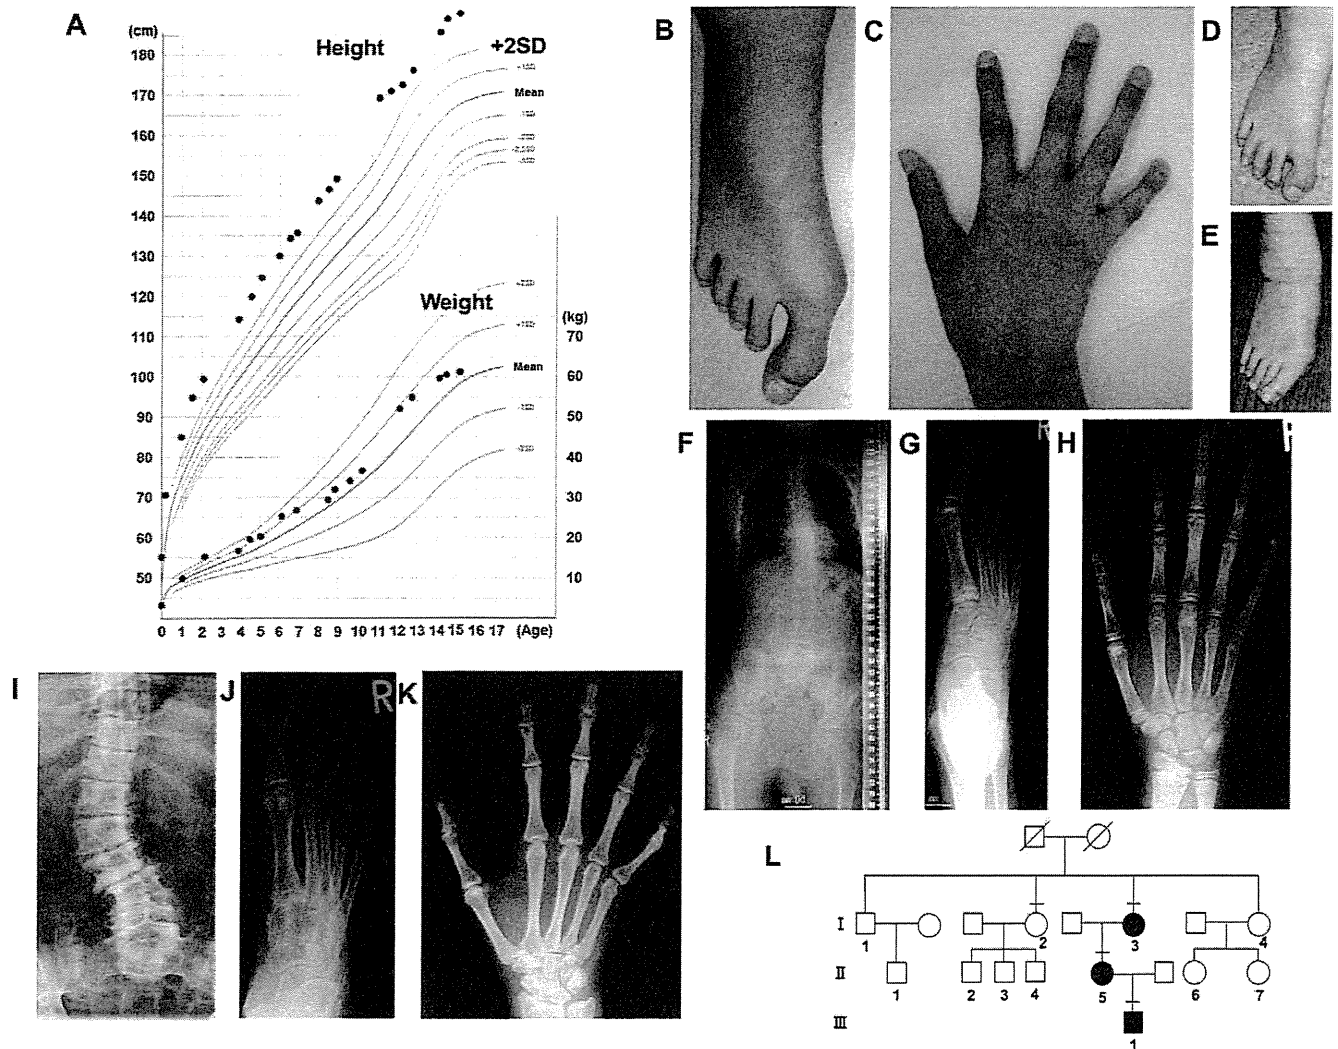 A
(cm)
Height
+2SD
Mean
180
170
160
150
140
130
120
110
100
90
80
70
60
50
Weight
(kg)
70
60
50
40
30
20
10
Mean
0 1 2 3 4 5 6 7 8 9 10 11 12 13 14 15 16 17 (Age)
B
C
D
E
F
G
R
H
I
J
R
K
L
I
1
2
3
4
II
1
2
3
4
5
6
7
III
1